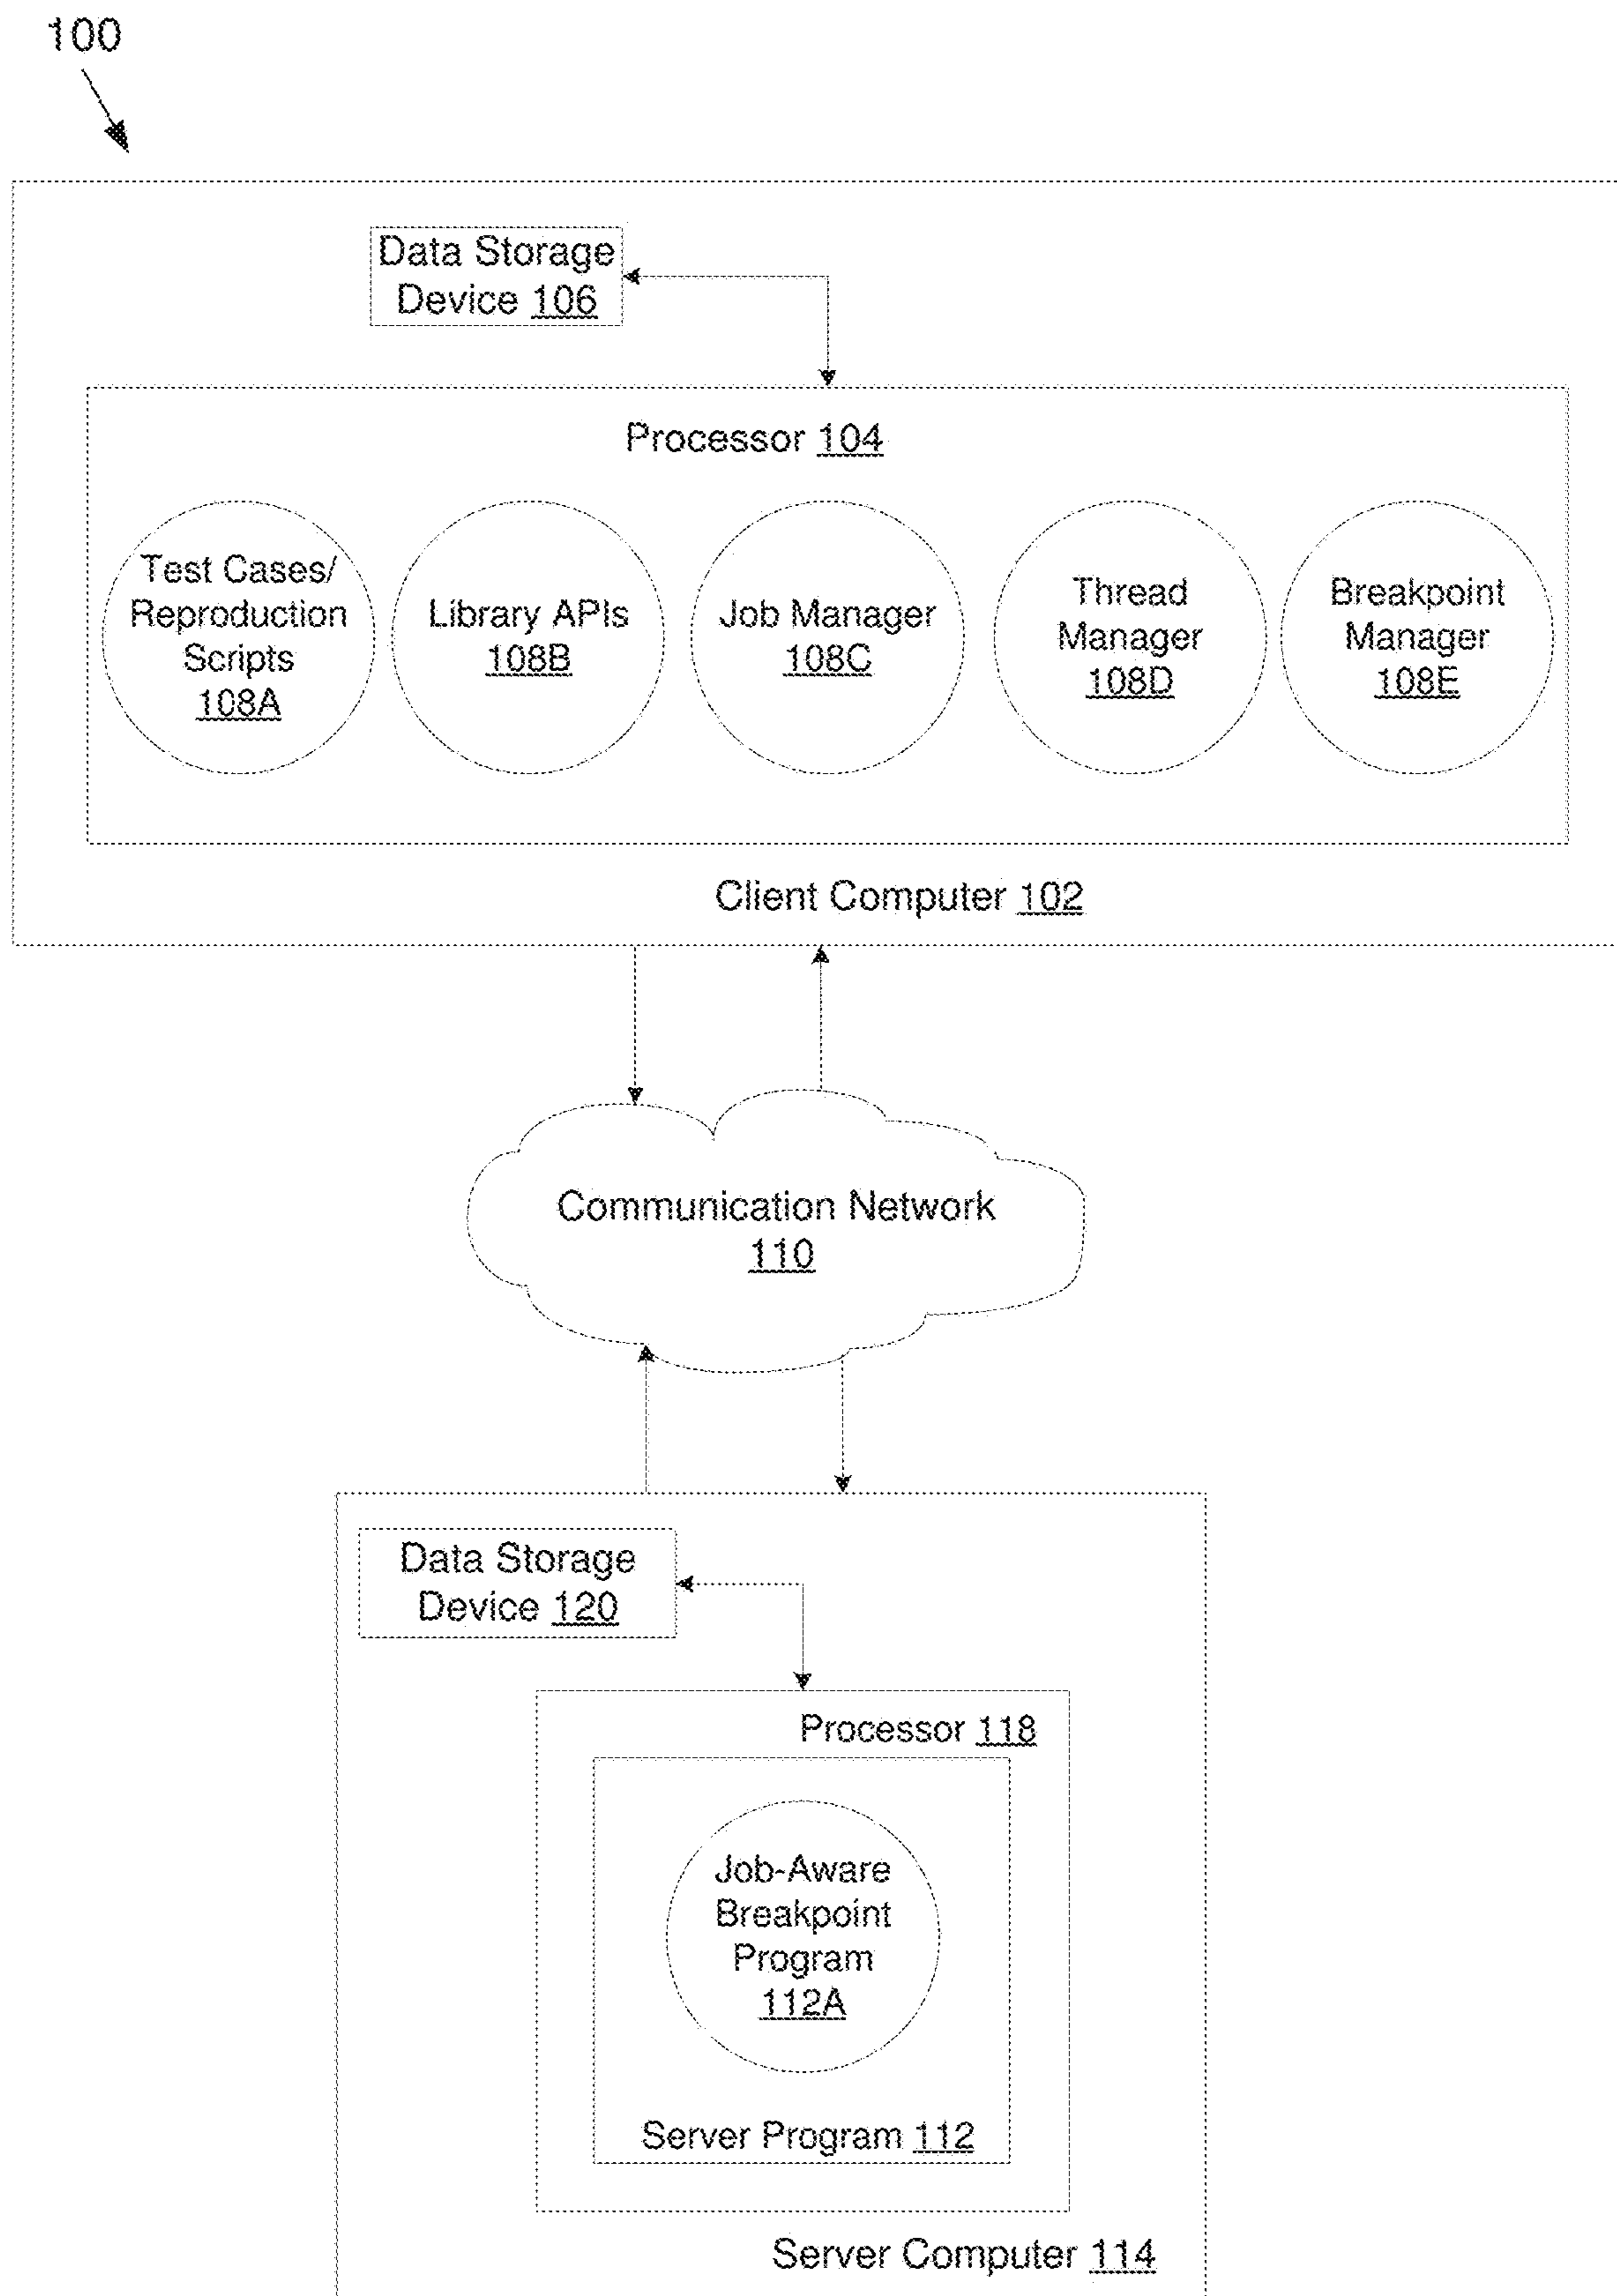 100
Data Storage
Device 106
Processor 104
Test Cases/
Reproduction
Scripts
108A
Library APIs
108B
Job Manager
108C
Thread
Manager
108D
Breakpoint
Manager
108E
Client Computer 102
Communication Network
110
Data Storage
Device 120
Processor 118
Job-Aware
Breakpoint
Program
112A
Server Program 112
Server Computer 114